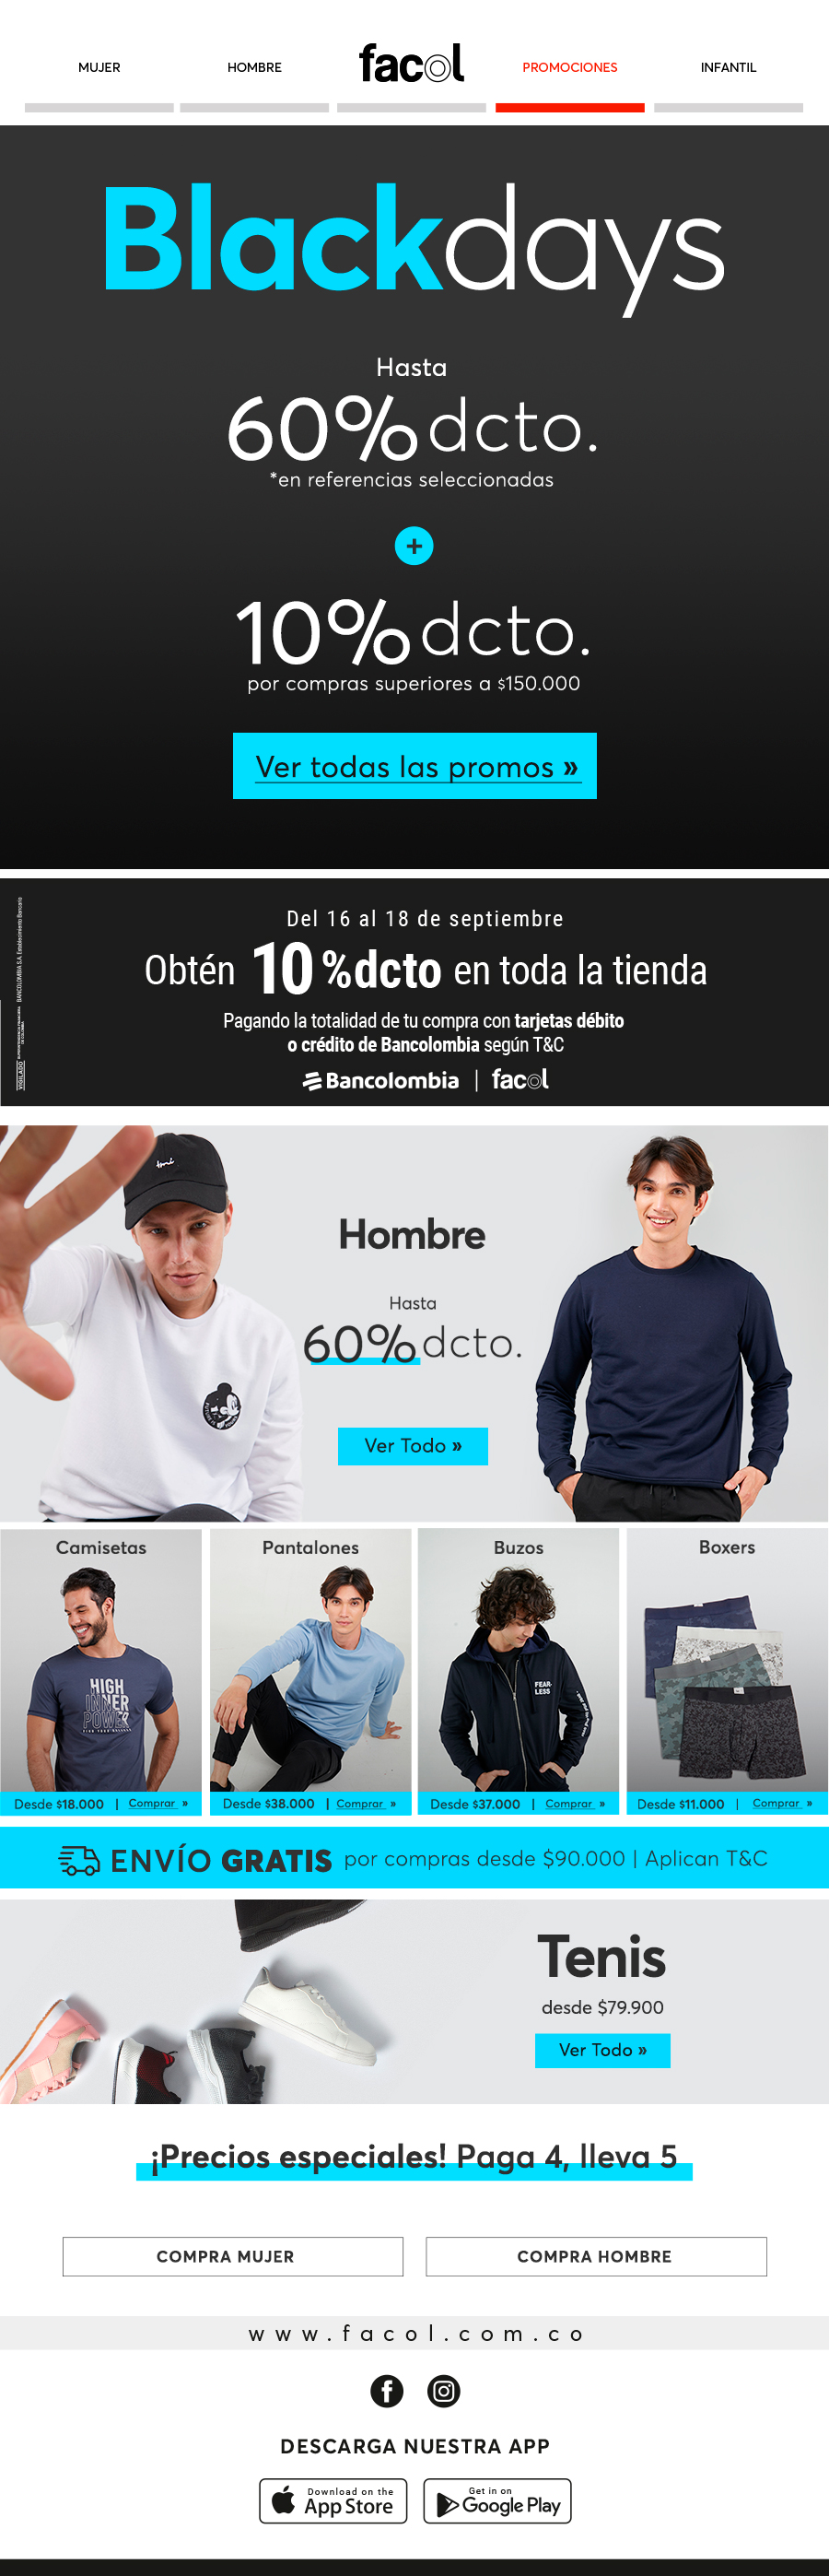 MUJER
HOMBRE
facol
PROMOCIONES
INFANTIL
Blackdays
Hasta
60% dcto.
*en referencias seleccionadas
+
10% dcto.
por compras superiores a $150.000
Ver todas las promos »
Del 16 al 18 de septiembre
Obtén 10 % dcto en toda la tienda
Pagando la totalidad de tu compra con tarjetas débito
o crédito de Bancolombia según T&C
Bancolombia | facol
VIGILADO
BANCOLOMBIA S.A. Establecimiento Bancario
Hombre
Hasta
60% dcto.
Ver Todo »
Camisetas
HIGH
INNER
POWER
Desde $18.000 | Comprar »
Pantalones
Desde $38.000 | Comprar »
Buzos
FEAR-
LESS
Desde $37.000 | Comprar »
Boxers
Desde $11.000 | Comprar »
ENVÍO GRATIS por compras desde $90.000 | Aplican T&C
Tenis
desde $79.900
Ver Todo »
¡Precios especiales! Paga 4, lleva 5
COMPRA MUJER
COMPRA HOMBRE
www.facol.com.co
DESCARGA NUESTRA APP
Download on the
App Store
Get in on
Google Play